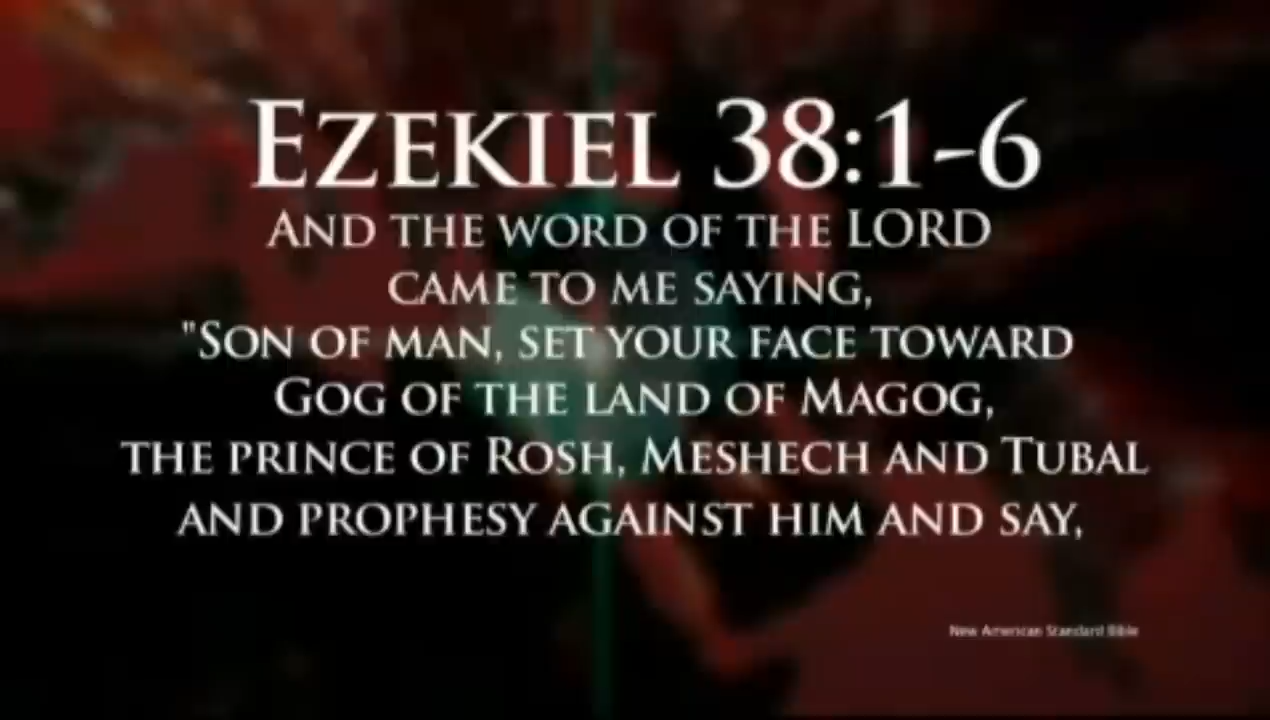 EZEKIEL 38:1-6
AND THE WORD OF THE LORD
CAME TO ME SAYING,
"SON OF MAN, SET YOUR FACE TOWARD
GOG OF THE LAND OF MAGOG,
THE PRINCE OF ROSH, MESHECH AND TUBAL
AND PROPHESY AGAINST HIM AND SAY,
New American Standard Bible